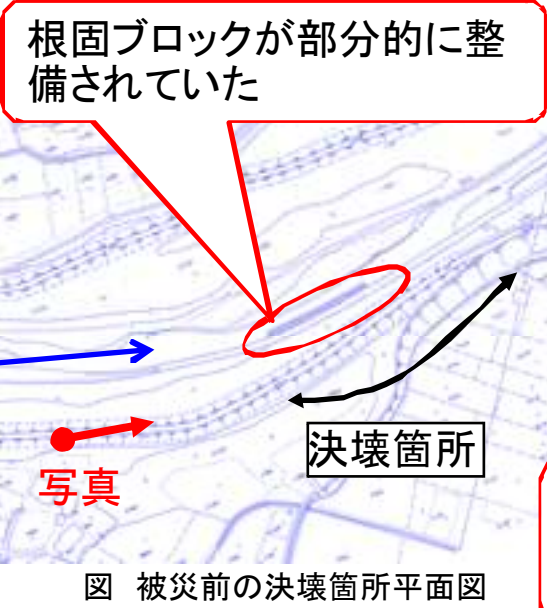 根固ブロックが部分的に整
備されていた
決壊箇所
写真
図 被災前の決壊箇所平面図